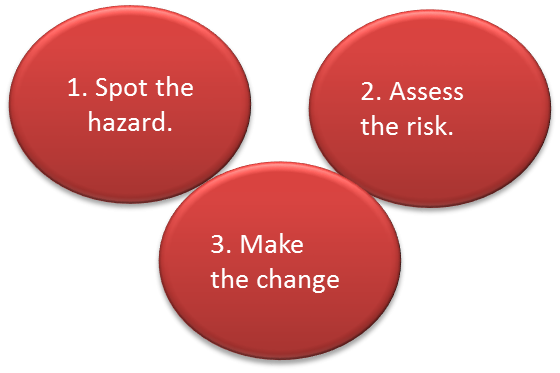 1. Spot the
hazard.
2. Assess
the risk.
3. Make
the change